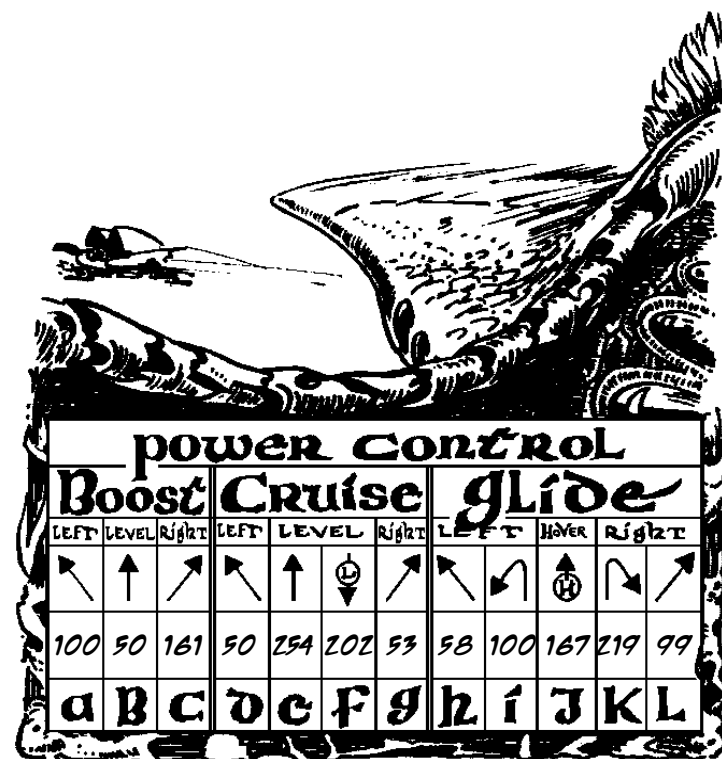 POWER CONTROL
Boost CRuise gLide
LEFT LEVEL Right LEFT LEVEL Right LEFT HOVER Right
L H
100 50 161 50 254 202 53 58 100 167 219 99
a B C D e F g h i J K L